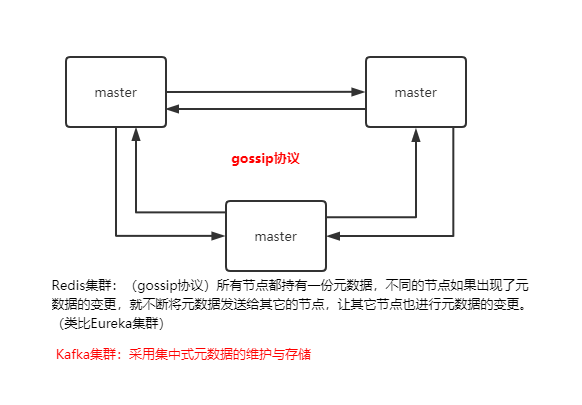 master
master
gossip协议
master
Redis集群：（gossip协议）所有节点都持有一份元数据，不同的节点如果出现了元
数据的变更，就不断将元数据发送给其它的节点，让其它节点也进行元数据的变更。
（类比Eureka集群）
Kafka集群：采用集中式元数据的维护与存储